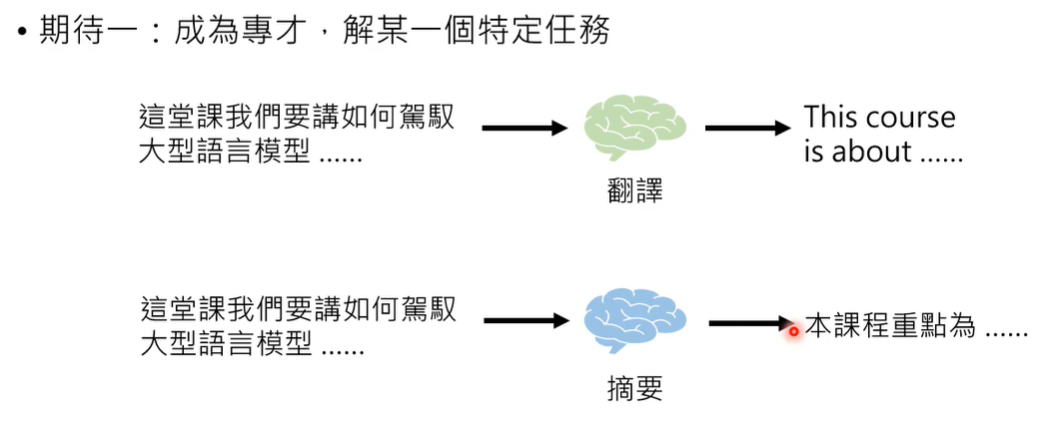 • 期待一：成為專才，解某一個特定任務
這堂課我們要講如何駕馭
大型語言模型 ......
翻譯
This course
is about ......
這堂課我們要講如何駕馭
大型語言模型 ......
摘要
本課程重點為 ......